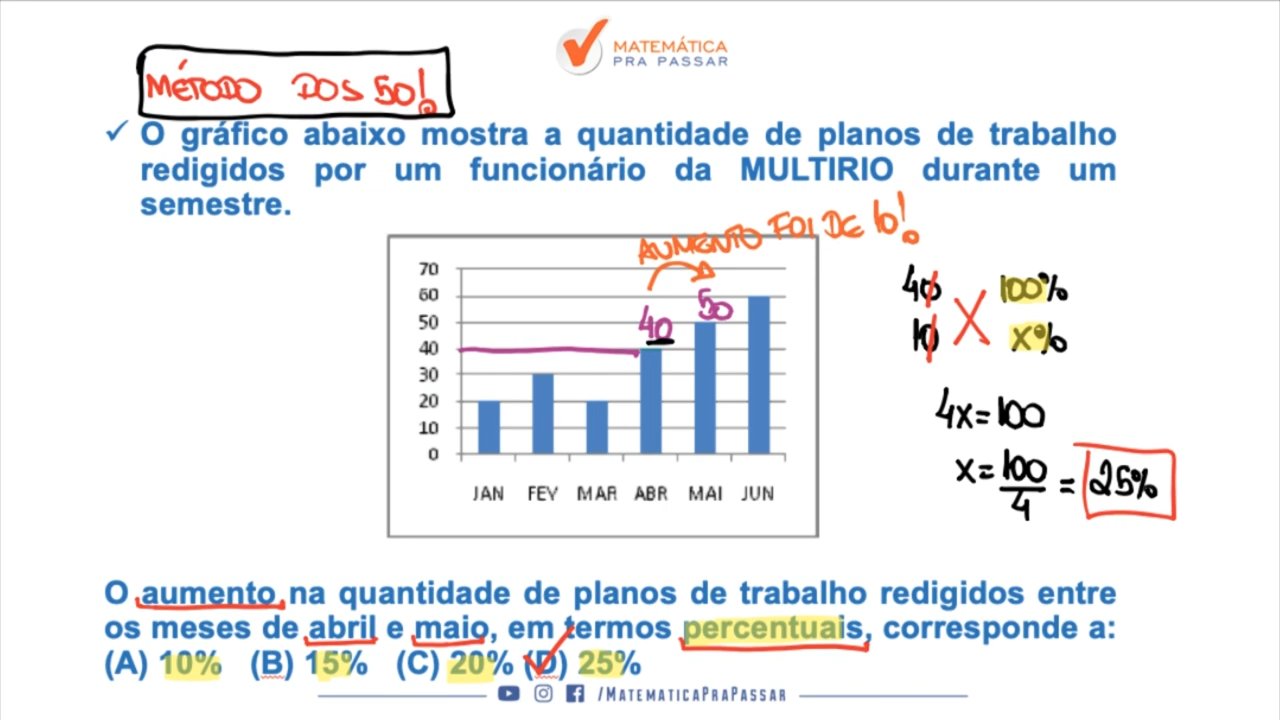 MATEMÁTICA
PRA PASSAR
MÉTODO DOS 50!
✓ O gráfico abaixo mostra a quantidade de planos de trabalho
redigidos por um funcionário da MULTIRIO durante um
semestre.
AUMENTO FOI DE 10!
70
60
50
40
30
20
10
0
40
50
JAN FEV MAR ABR MAI JUN
40 100%
10 x%
4x=100
x=100/4=25%
O aumento na quantidade de planos de trabalho redigidos entre
os meses de abril e maio, em termos percentuais, corresponde a:
(A) 10% (B) 15% (C) 20% (D) 25%
/MATEMATICAPRAPASSAR